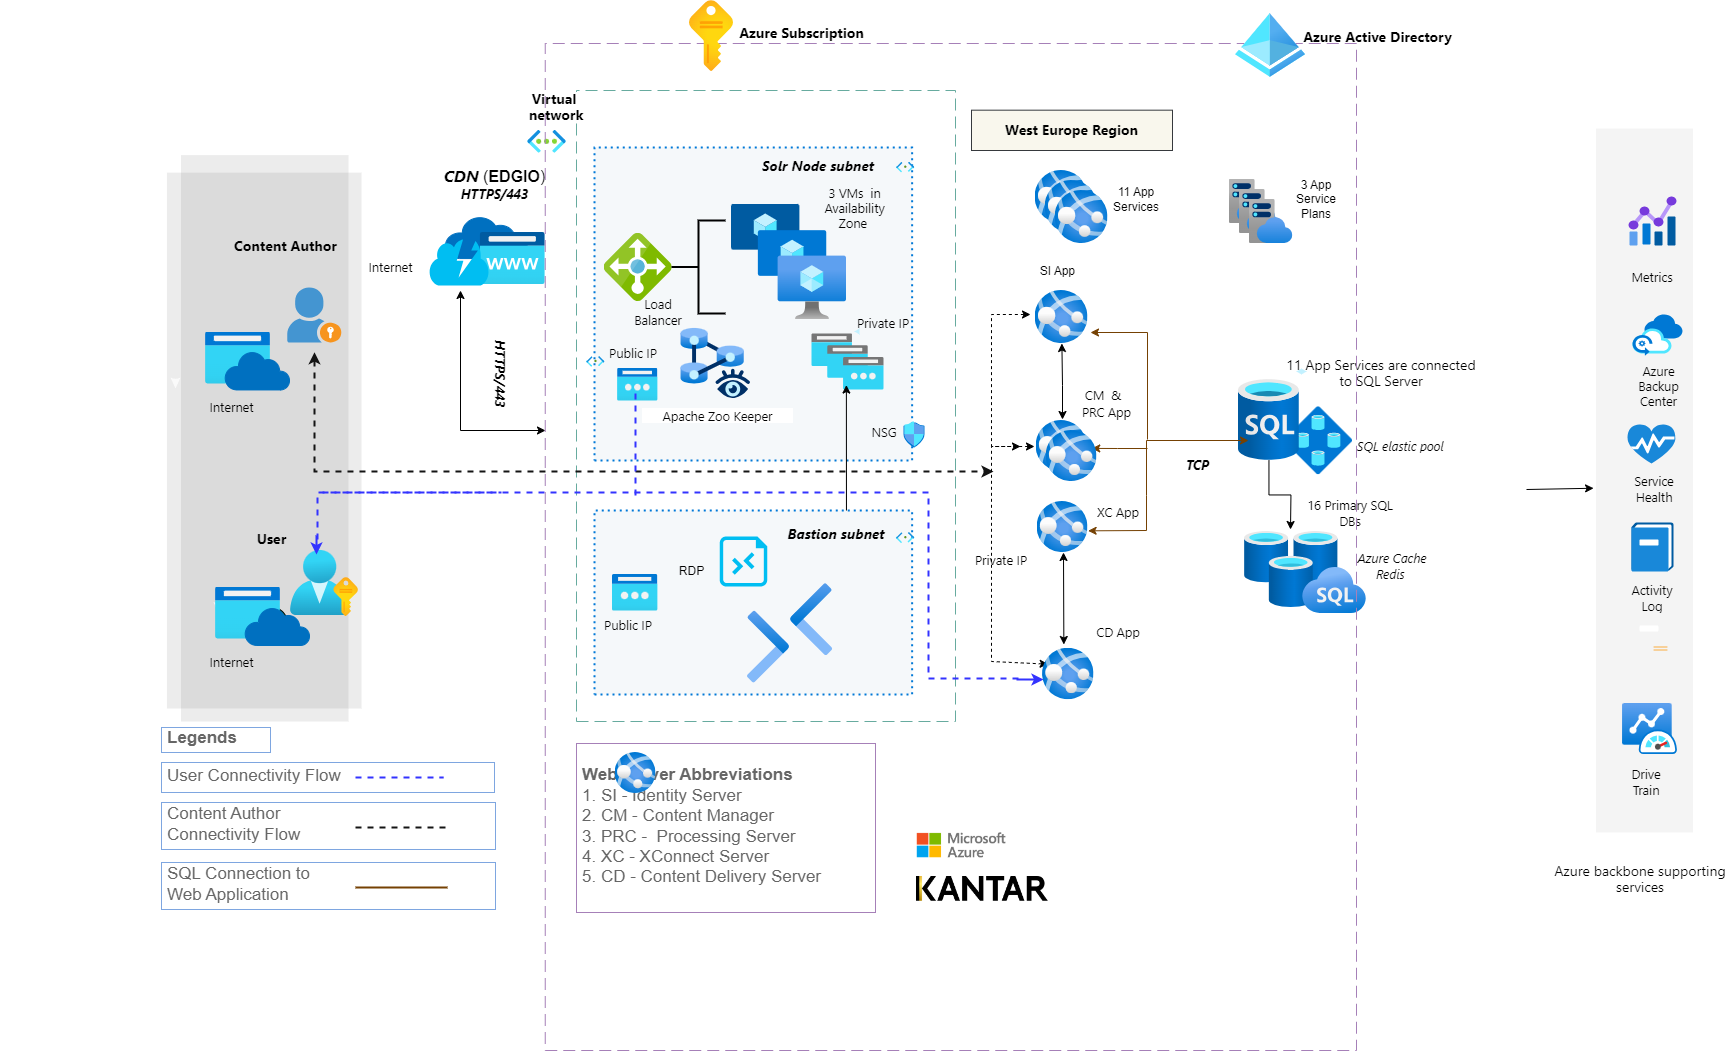 Azure Subscription
Azure Active Directory
Virtual
network
West Europe Region
CDN (EDGIO)
HTTPS/443
Solr Node subnet
3 VMs in
Availability
Zone
11 App
Services
3 App
Service
Plans
Content Author
Internet
WWW
SI App
Metrics
Load
Balancer
Private IP
HTTPS/443
Public IP
11 App Services are connected
to SQL Server
Azure
Backup
Center
Internet
Apache Zoo Keeper
CM &
PRC App
NSG
SQL
SQL elastic pool
TCP
Service
Health
User
Bastion subnet
XC App
16 Primary SQL
DBs
RDP
Private IP
Azure Cache
Redis
SQL
Activity
Log
Public IP
CD App
Internet
Legends
User Connectivity Flow
Content Author
Connectivity Flow
SQL Connection to
Web Application
Web ver Abbreviations
1. SI - Identity Server
2. CM - Content Manager
3. PRC - Processing Server
4. XC - XConnect Server
5. CD - Content Delivery Server
Microsoft
Azure
KANTAR
Drive
Train
Azure backbone supporting
services